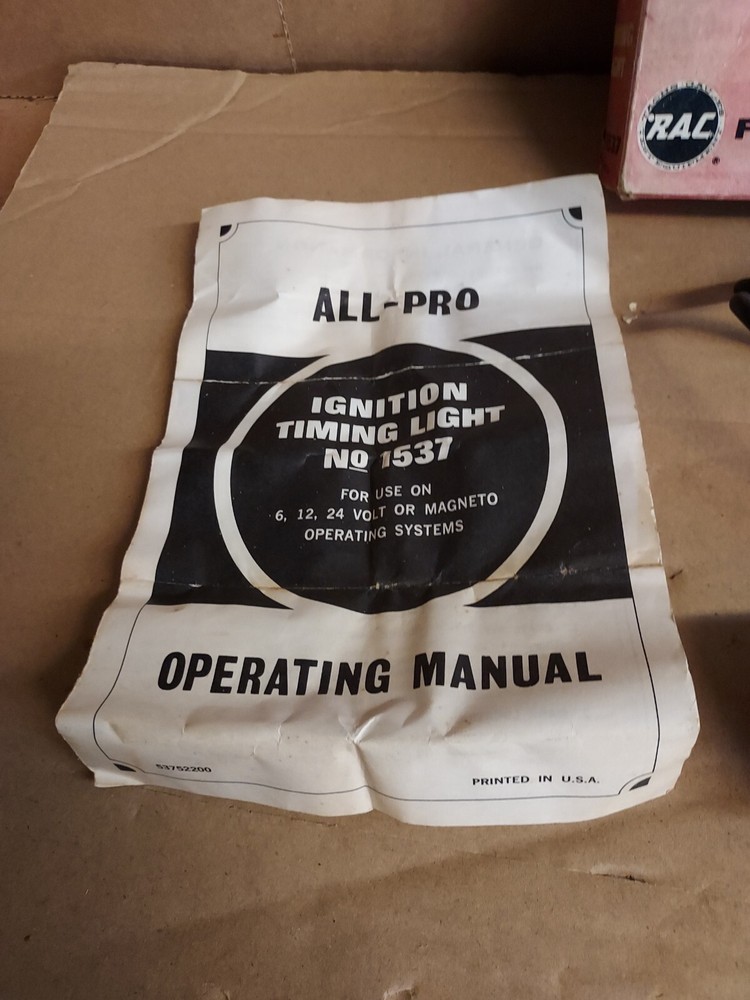 RAC
®
F
ALL-PRO
IGNITION
TIMING LIGHT
No 1537
FOR USE ON
6, 12, 24 VOLT OR MAGNETO
OPERATING SYSTEMS
OPERATING MANUAL
53752200
PRINTED IN U.S.A.